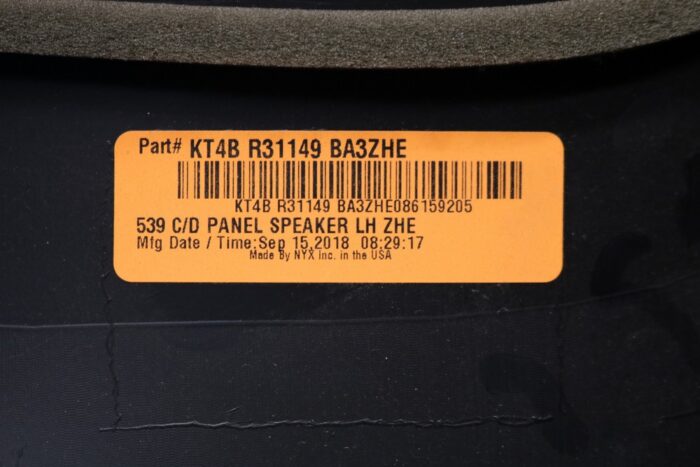 Part# KT4B R31149 BA3ZHE
KT4B R31149 BA3ZHE086159205
539 C/D PANEL SPEAKER LH ZHE
Mfg Date / Time:Sep 15,2018 08:29:17
Made By NYX Inc. in the USA